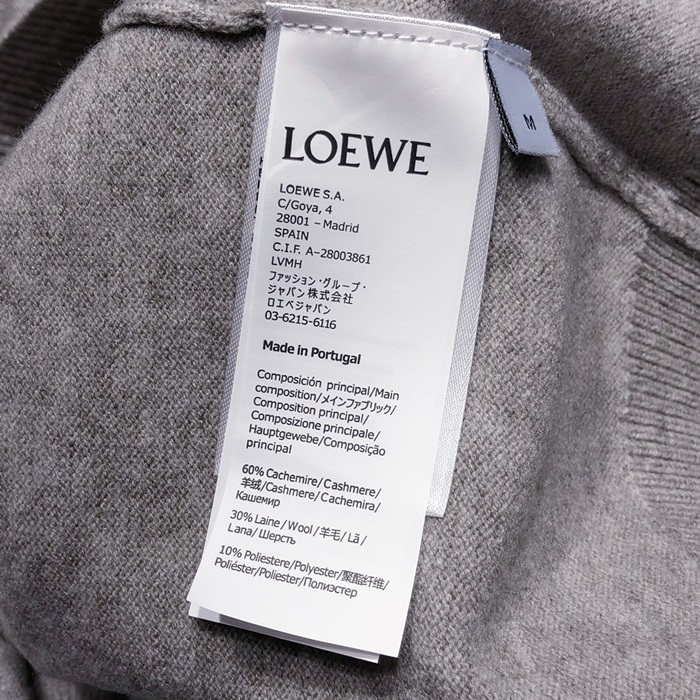 M
LOEWE
LOEWE S.A.
C/Goya, 4
28001 – Madrid
SPAIN
C.I.F. A-28003861
LVMH
ファッション・グループ・
ジャパン株式会社
ロエベジャパン
03-6215-6116
Made in Portugal
Composición principal/Main
composition/メインファブリック/
Composition principal/
Composizione principale/
Hauptgewebe/Composição
principal
60% Cachemire/Cashmere/
羊绒/Cashmere/Cachemira/
Кашемир
30% Laine/Wool/羊毛/Lã/
Lana/Шерсть
10% Poliestere/Polyester/聚酯纤维/
Poliéster/Poliester/Полиэстер